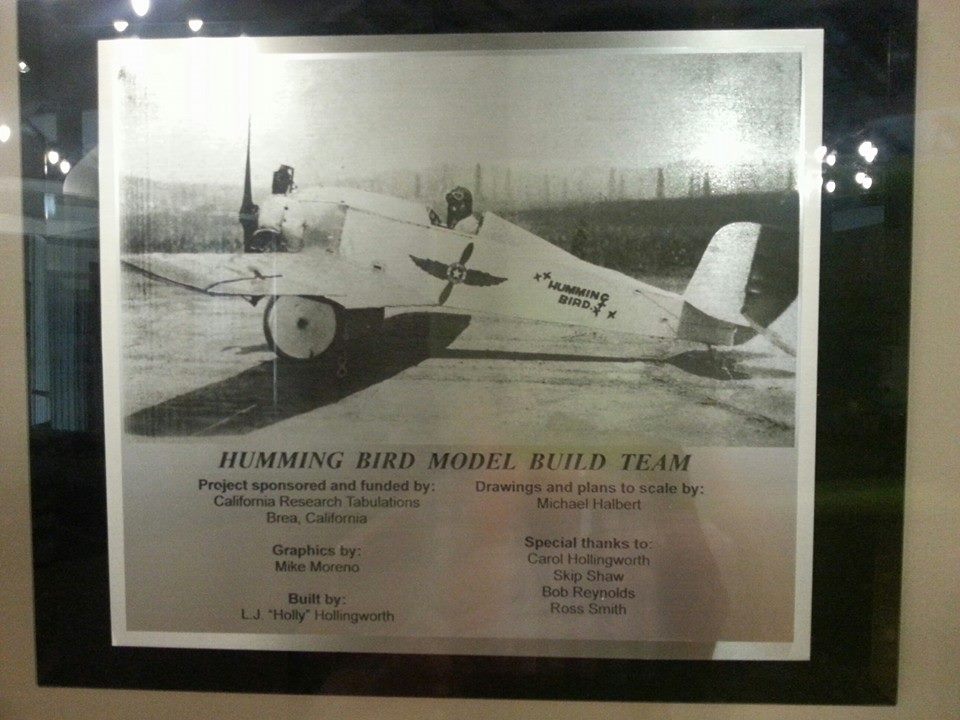 HUMMING
BIRD
HUMMING BIRD MODEL BUILD TEAM
Project sponsored and funded by:
California Research Tabulations
Brea, California
Graphics by:
Mike Moreno
Built by:
L.J. "Holly" Hollingworth
Drawings and plans to scale by:
Michael Halbert
Special thanks to:
Carol Hollingworth
Skip Shaw
Bob Reynolds
Ross Smith